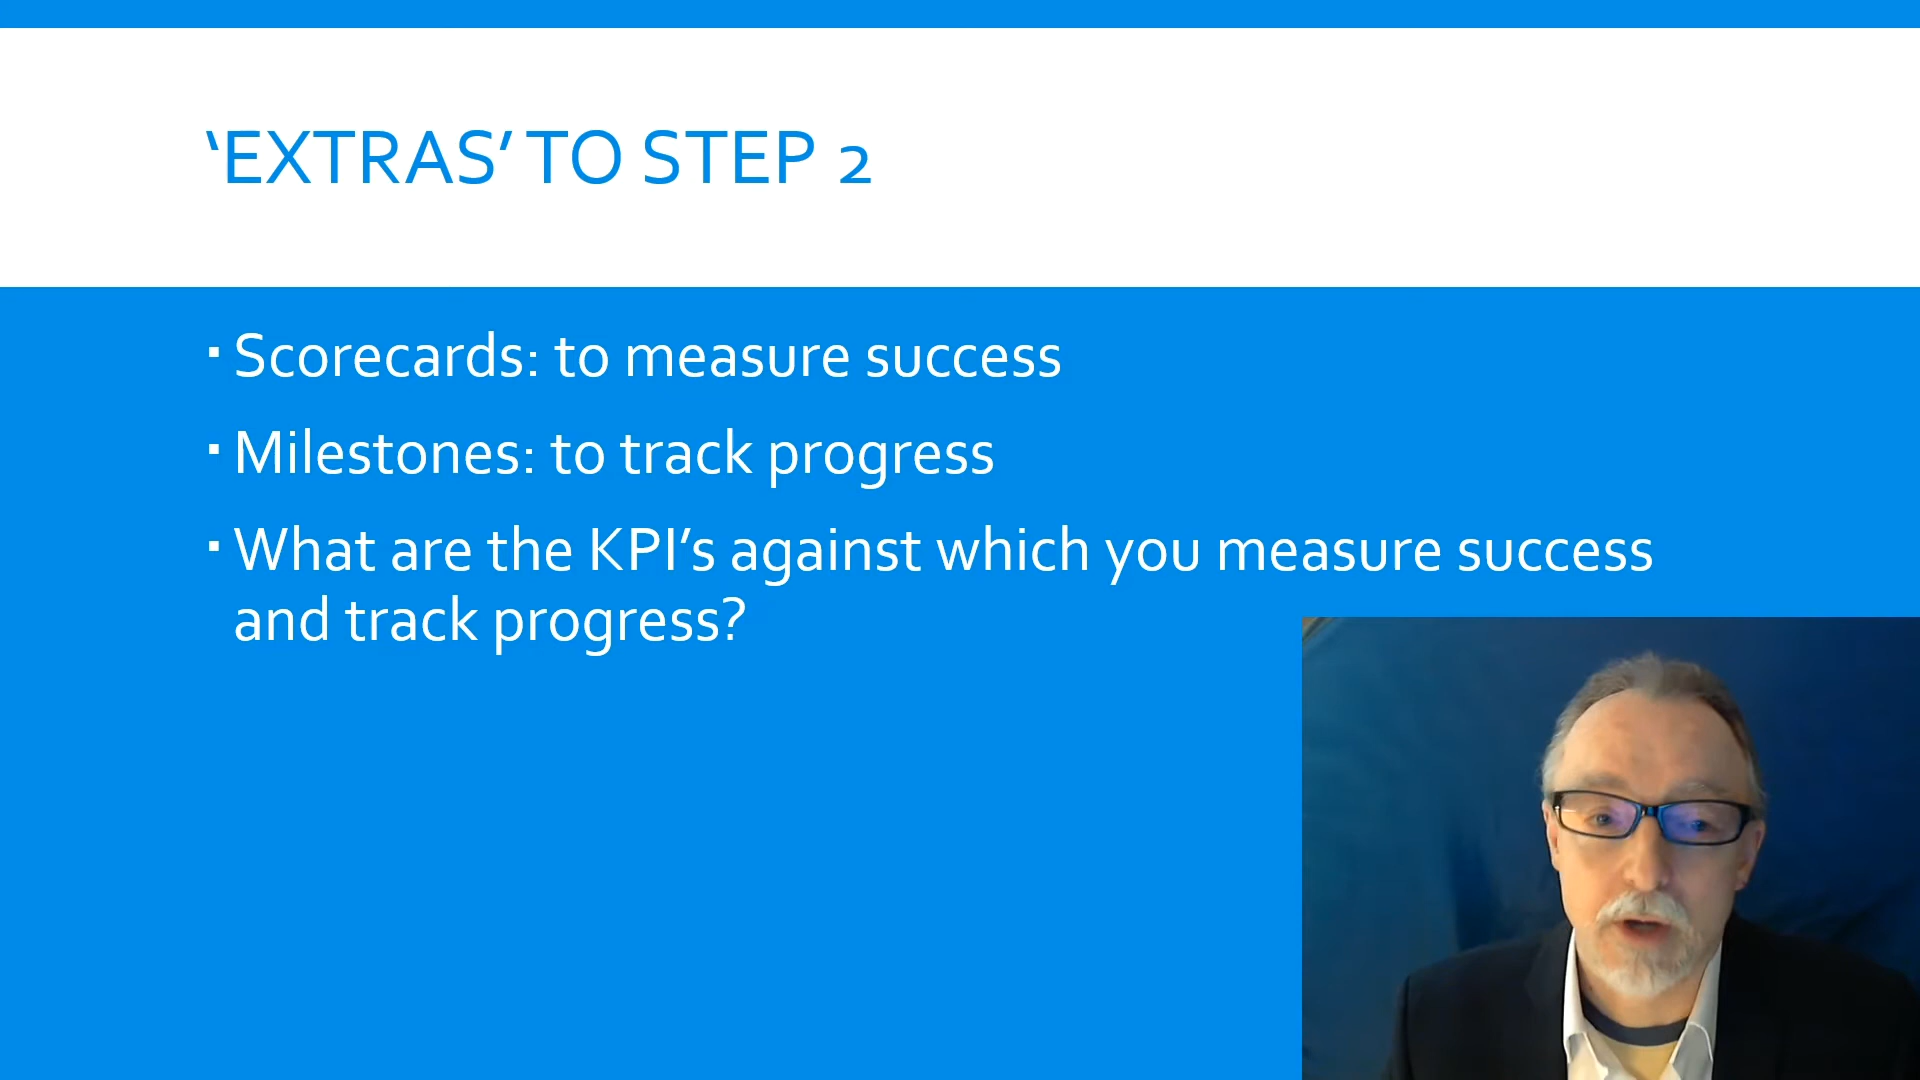 ‘EXTRAS’ TO STEP 2
▪ Scorecards: to measure success
▪ Milestones: to track progress
▪ What are the KPI’s against which you measure success
and track progress?